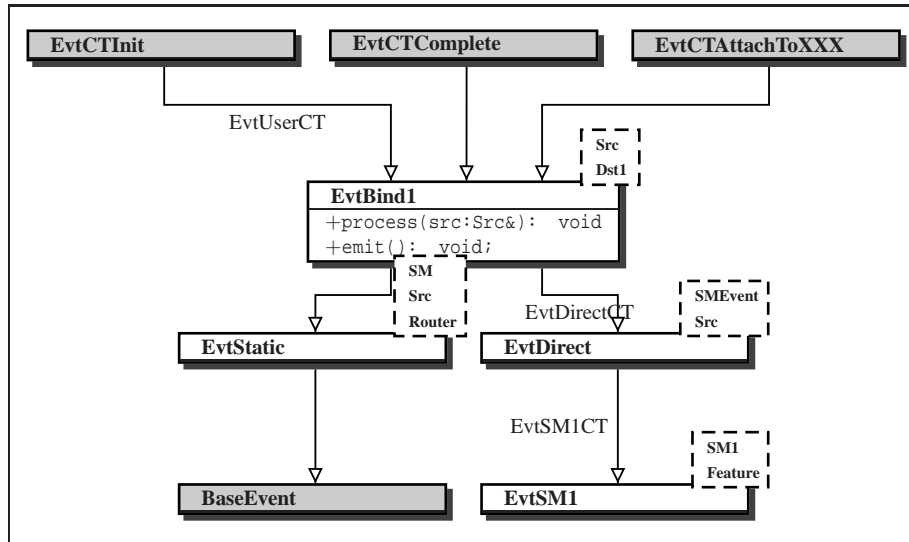 EvtCTInit
EvtCTComplete
EvtCTAttachToXXX
EvtUserCT
Src
Dst1
EvtBind1
+process(src:Src&): void
+emit(): void;
SM
Src
Router
EvtDirectCT
SMEvent
Src
EvtStatic
EvtDirect
EvtSM1CT
SM1
Feature
BaseEvent
EvtSM1